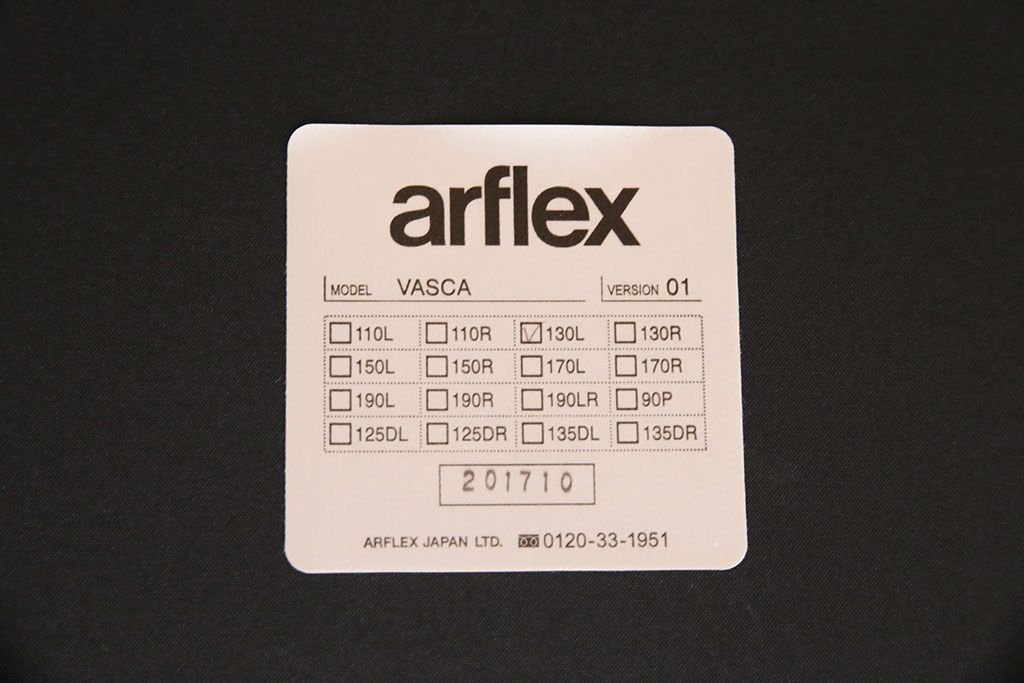 arflex
MODEL VASCA VERSION 01
110L 110R 130L 130R
150L 150R 170L 170R
190L 190R 190LR 90P
125DL 125DR 135DL 135DR
201710
ARFLEX JAPAN LTD. 0120-33-1951